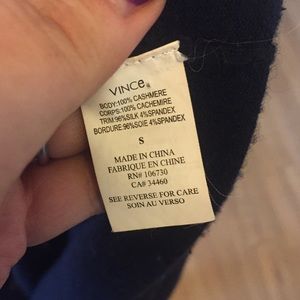 VINCE
BODY:100% CASHMERE
CORPS:100% CACHEMIRE
TRIM:96%SILK 4%SPANDEX
BORDURE:96%SOIE 4%SPANDEX
S
MADE IN CHINA
FABRIQUE EN CHINE
RN# 106730
CA# 34460
SEE REVERSE FOR CARE
SOIN AU VERSO